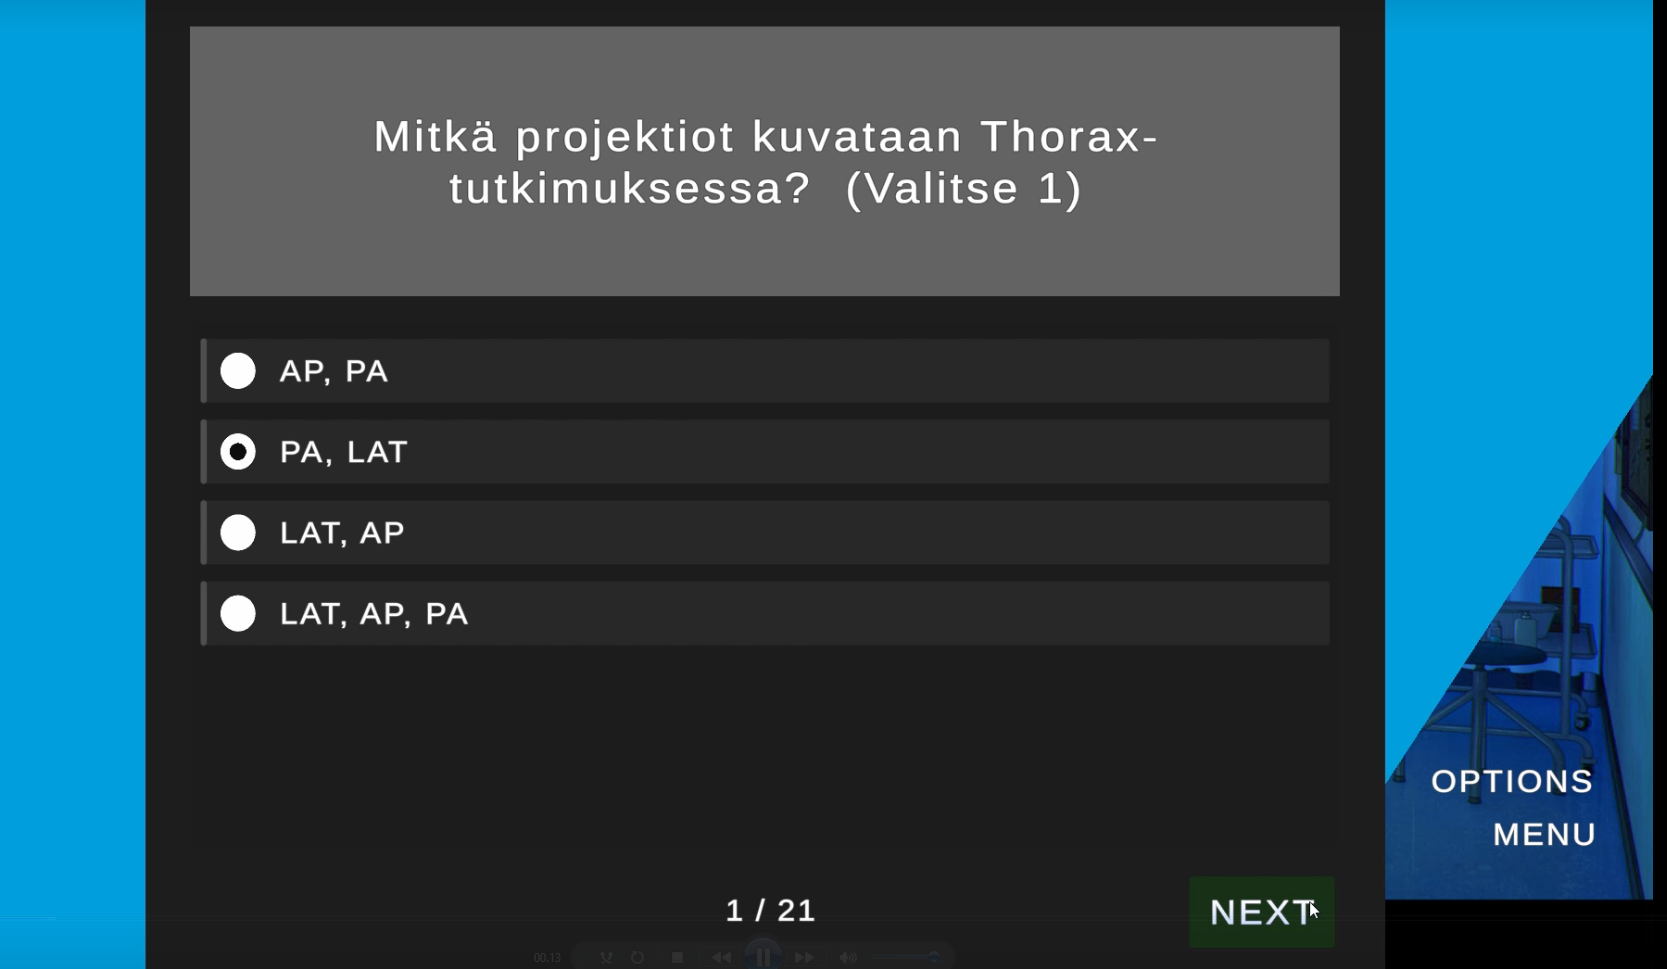 Mitkä projektiot kuvataan Thorax-
tutkimuksessa?  (Valitse 1)
AP, PA
PA, LAT
LAT, AP
LAT, AP, PA
OPTIONS
MENU
1 / 21
NEXT
00.13